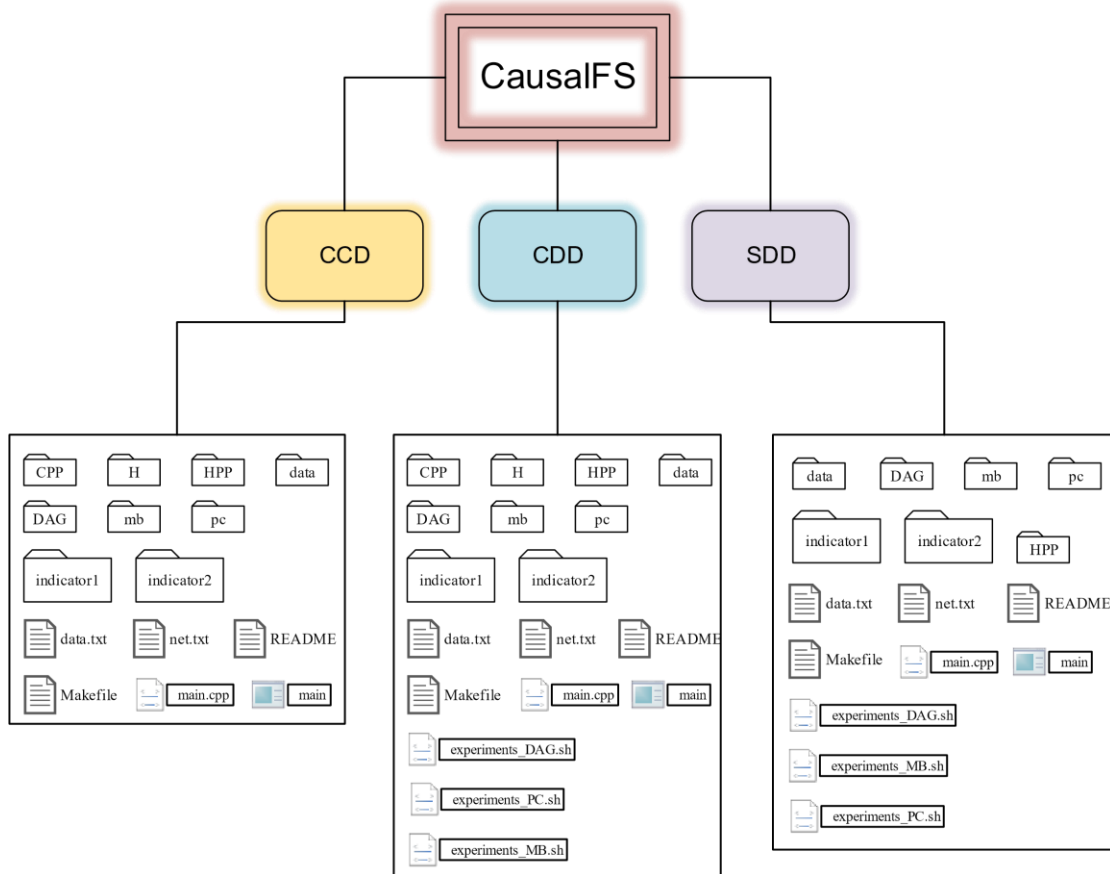 CausalFS
CCD
CDD
SDD
CPP H HPP data
DAG mb pc
indicator1 indicator2
data.txt net.txt README
Makefile main.cpp main
CPP H HPP data
DAG mb pc
indicator1 indicator2
data.txt net.txt README
Makefile main.cpp main
experiments_DAG.sh
experiments_PC.sh
experiments_MB.sh
data DAG mb pc
indicator1 indicator2 HPP
data.txt net.txt README
Makefile main.cpp main
experiments_DAG.sh
experiments_MB.sh
experiments_PC.sh